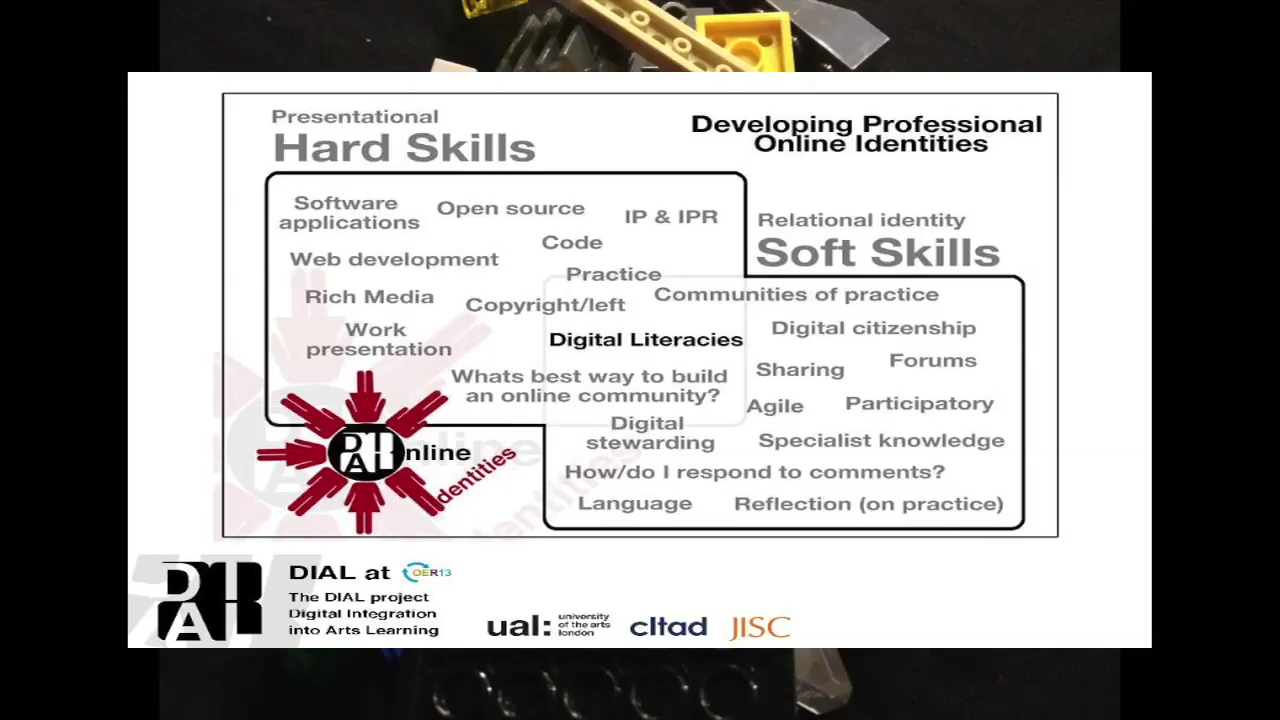 Presentational
Hard Skills
Developing Professional
Online Identities
Software
applications
Open source
IP & IPR
Code
Web development
Practice
Rich Media
Copyright/left
Work
presentation
Relational identity
Soft Skills
Communities of practice
Digital Literacies
Digital citizenship
Sharing
Forums
Whats best way to build
an online community?
Agile
Participatory
Digital
stewarding
Specialist knowledge
How/do I respond to comments?
Language
Reflection (on practice)
DIAL
nline
identities
DIAL
DIAL at OER13
The DIAL project
Digital Integration
into Arts Learning
ual: university
of the arts
london
cltad
JISC